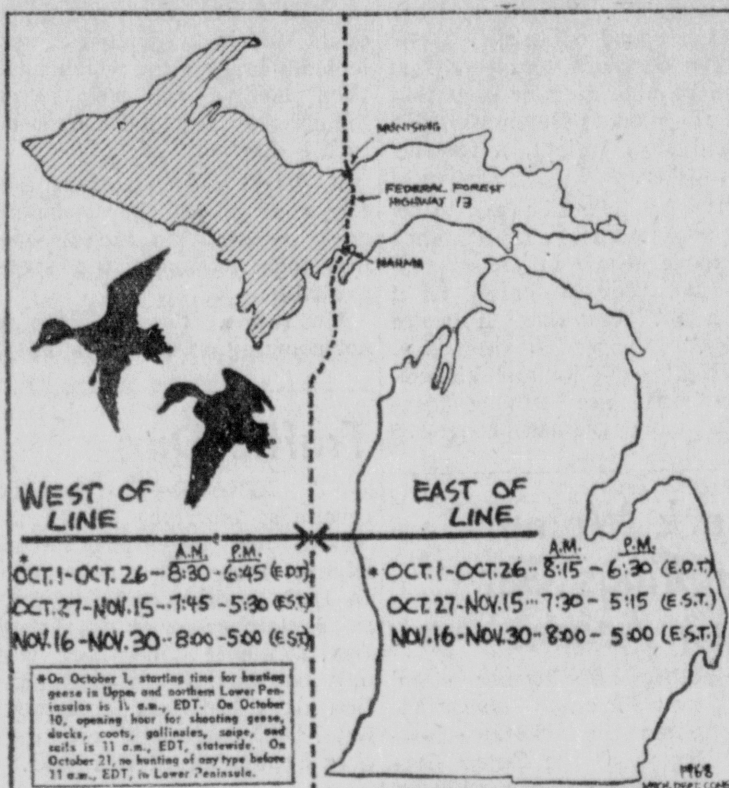 MUNISING
FEDERAL FOREST
HIGHWAY 13
NAHMA
WEST OF
LINE
A.M. P.M.
*OCT. 1-OCT. 26--8:30-6:45 (E.D.T.)
OCT. 27-NOV. 15--7:45 - 5:30 (E.S.T.)
NOV. 16-NOV. 30--8:00-5:00 (E.S.T.)
EAST OF
LINE
A.M. P.M.
* OCT. 1-OCT. 26--8:15 - 6:30 (E.D.T.)
OCT. 27-NOV. 15--7:30 - 5:15 (E.S.T.)
NOV. 16-NOV. 30--8:00 - 5:00 (E.S.T.)
*On October 1, starting time for hunting
geese in Upper and northern Lower Pen-
insulas is 11 a.m., EDT. On October
10, opening hour for shooting geese,
ducks, coots, gallinules, snipe, and
rails is 11 a.m., EDT, statewide. On
October 21, no hunting of any type before
11 a.m., EDT, in Lower Peninsula.
1968
MICH. DEPT. CONS.